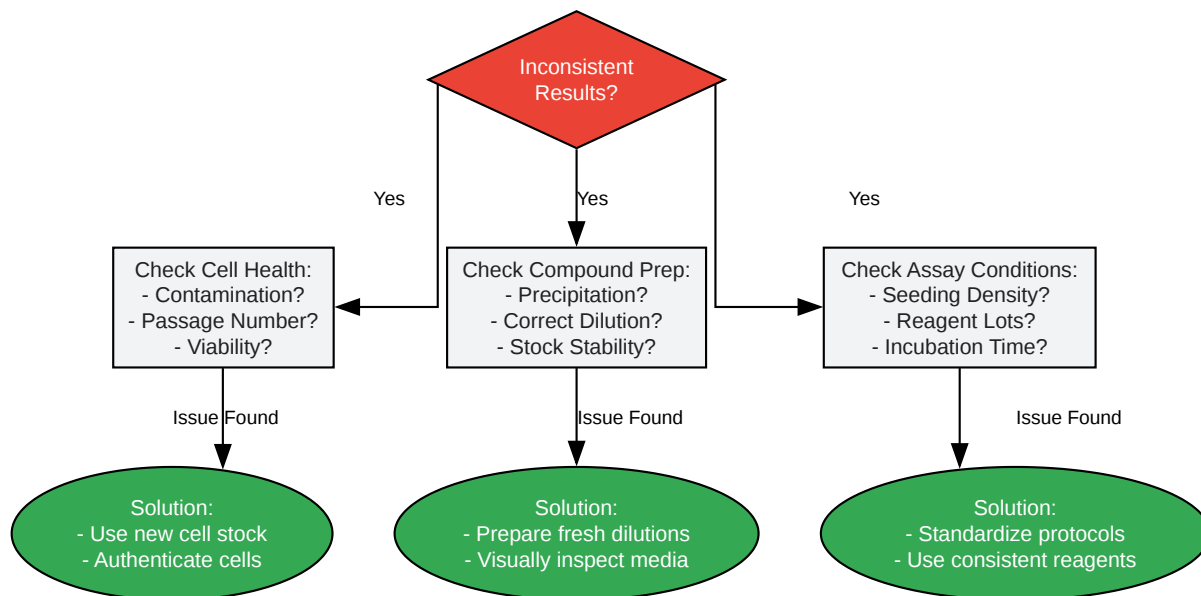 Inconsistent
Results?
Yes
Yes
Yes
Check Cell Health:
- Contamination?
- Passage Number?
- Viability?
Check Compound Prep:
- Precipitation?
- Correct Dilution?
- Stock Stability?
Check Assay Conditions:
- Seeding Density?
- Reagent Lots?
- Incubation Time?
Issue Found
Issue Found
Issue Found
Solution:
- Use new cell stock
- Authenticate cells
Solution:
- Prepare fresh dilutions
- Visually inspect media
Solution:
- Standardize protocols
- Use consistent reagents